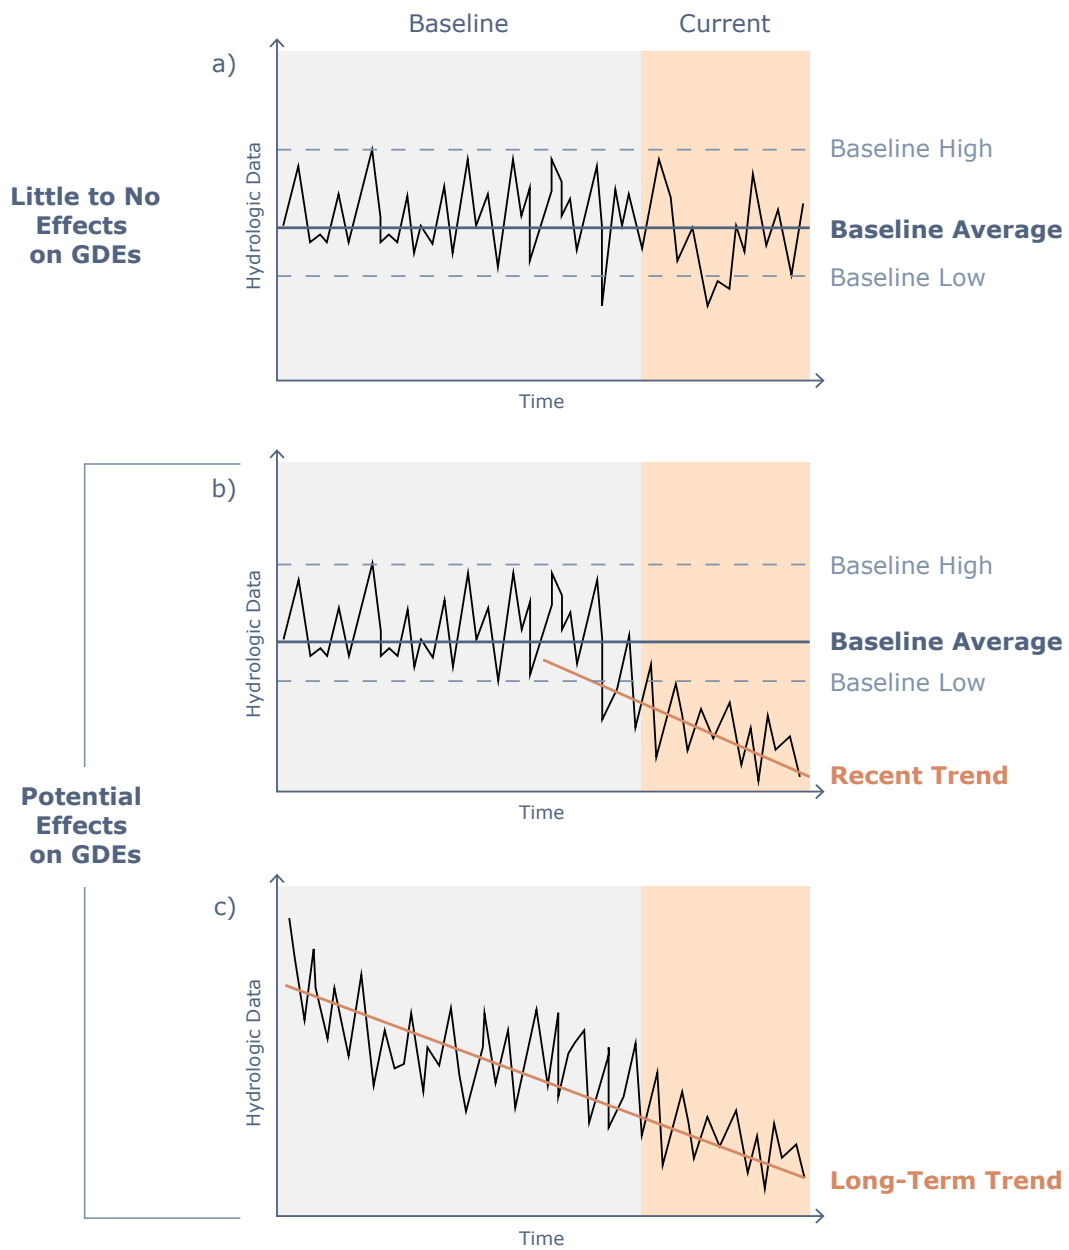 Baseline
Current
a)
Hydrologic Data
Little to No
Effects
on GDEs
Baseline High
Baseline Average
Baseline Low
Time
b)
Hydrologic Data
Baseline High
Baseline Average
Baseline Low
Recent Trend
Time
Potential
Effects
on GDEs
c)
Hydrologic Data
Long-Term Trend
Time